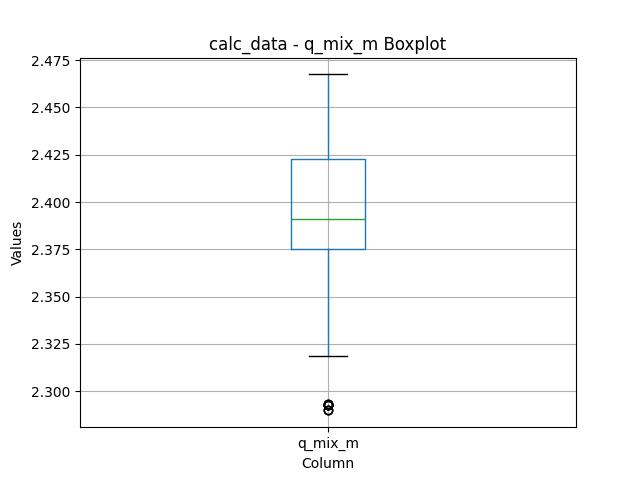 calc_data - q_mix_m Boxplot
2.475
2.450
2.425
2.400
2.375
2.350
2.325
2.300
Values
q_mix_m
Column